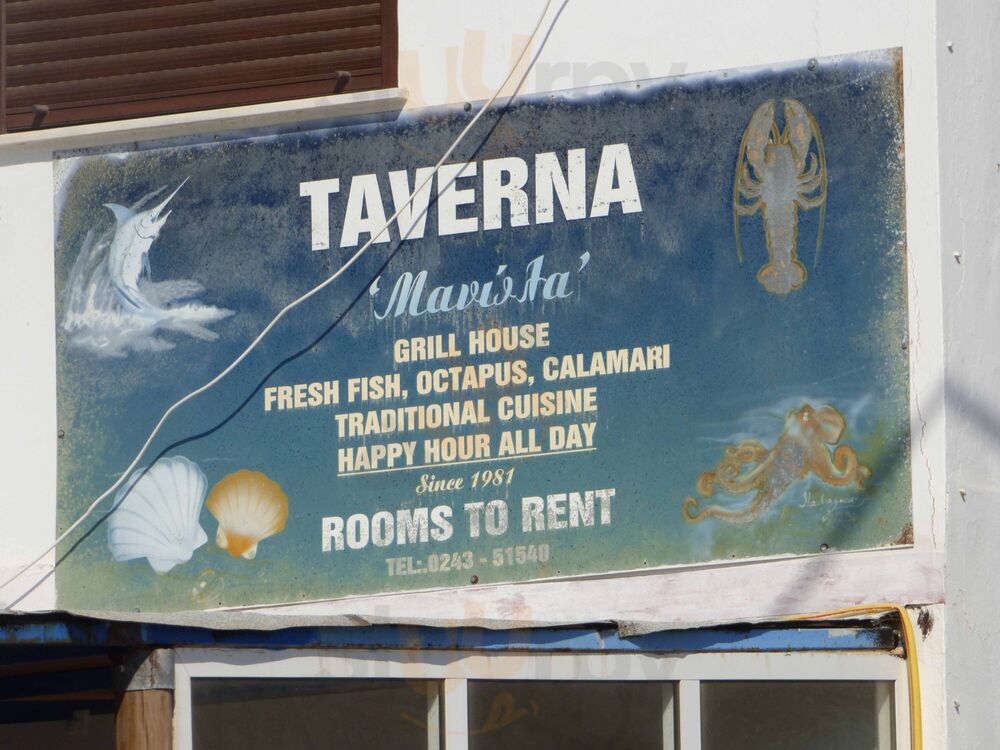 TAVERNA
‘Mavísta’
GRILL HOUSE
FRESH FISH, OCTAPUS, CALAMARI
TRADITIONAL CUISINE
HAPPY HOUR ALL DAY
Since 1981
ROOMS TO RENT
TEL:.0243 - 51540